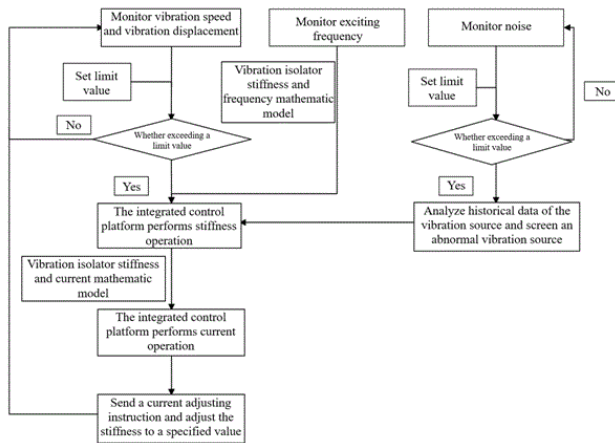 Monitor vibration speed
and vibration displacement
Monitor exciting
frequency
Monitor noise
Set limit
value
Vibration isolator
stiffness and
frequency mathematic
model
Set limit
value
No
No
Whether exceeding a
limit value
Whether exceeding a
limit value
Yes
Yes
The integrated control
platform performs stiffness
operation
Analyze historical data of the
vibration source and screen an
abnormal vibration source
Vibration isolator stiffness
and current mathematic
model
The integrated control
platform performs current
operation
Send a current adjusting
instruction and adjust the
stiffness to a specified value